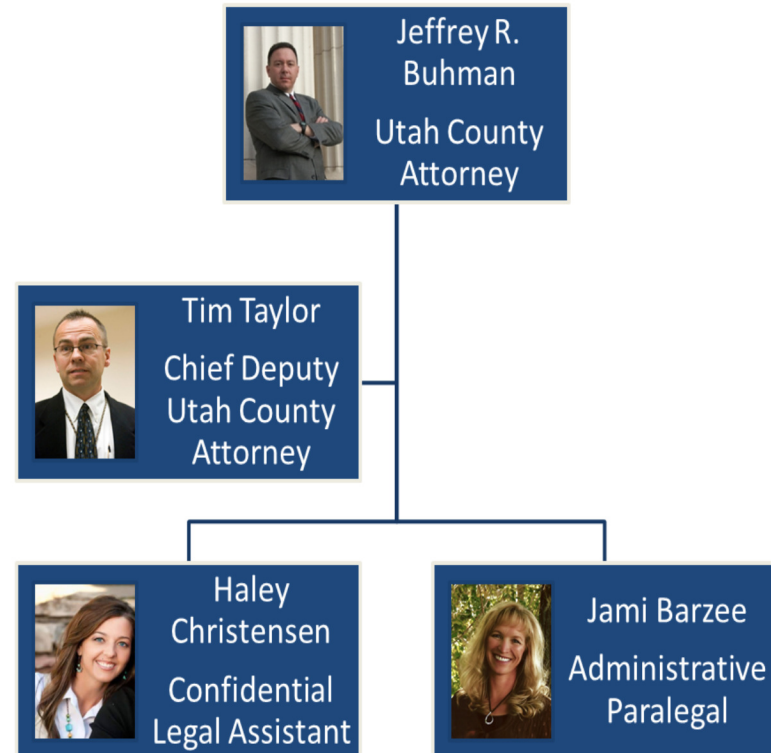 Jeffrey R.
Buhman
Utah County
Attorney
Tim Taylor
Chief Deputy
Utah County
Attorney
Haley
Christensen
Confidential
Legal Assistant
Jami Barzee
Administrative
Paralegal